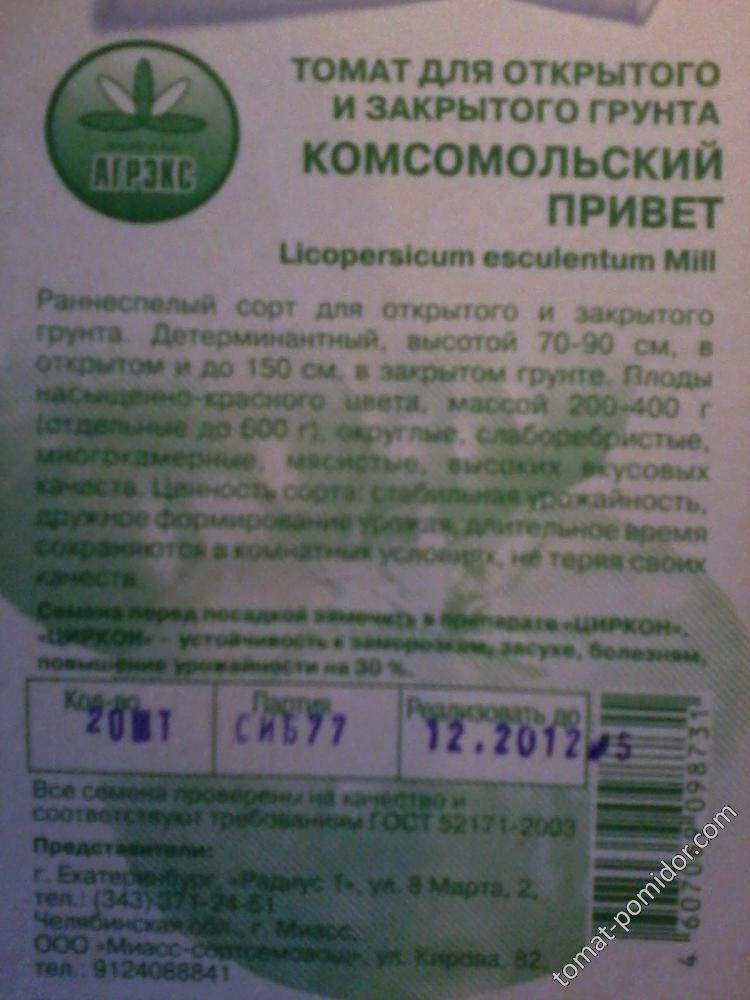 АГРЭКС
ТОМАТ ДЛЯ ОТКРЫТОГО
И ЗАКРЫТОГО ГРУНТА
КОМСОМОЛЬСКИЙ
ПРИВЕТ
Licopersicum esculentum Mill
Раннеспелый сорт для открытого и закрытого
грунта. Детерминантный, высотой 70-90 см, в
открытом и до 150 см, в закрытом грунте. Плоды
насыщенно-красного цвета, массой 200-400 г
(отдельные до 600 г), округлые, слаборебристые,
многокамерные, мясистые, высоких вкусовых
качеств. Ценность сорта: стабильная урожайность,
дружное формирование урожая, длительное время
сохраняются в комнатных условиях, не теряя своих
качеств.
Семена перед посадкой замочить в препарате «ЦИРКОН».
«ЦИРКОН» – устойчивость к заморозкам, засухе, болезням,
повышение урожайности на 30 %.
Кол-во Партия Реализовать до
20ШТ СИБ77 12.2012 5
Все семена проверены на качество и
соответствуют требованиям ГОСТ 52171-2003
Представители:
г. Екатеринбург, «Радиус 1», ул. 8 Марта, 2,
тел.: (343) 371-24-51
Челябинская обл., г. Миасс,
ООО «Миасс-сортсемовощ», ул. Кирова, 82,
тел.: 9124088841
tomat-pomidor.com